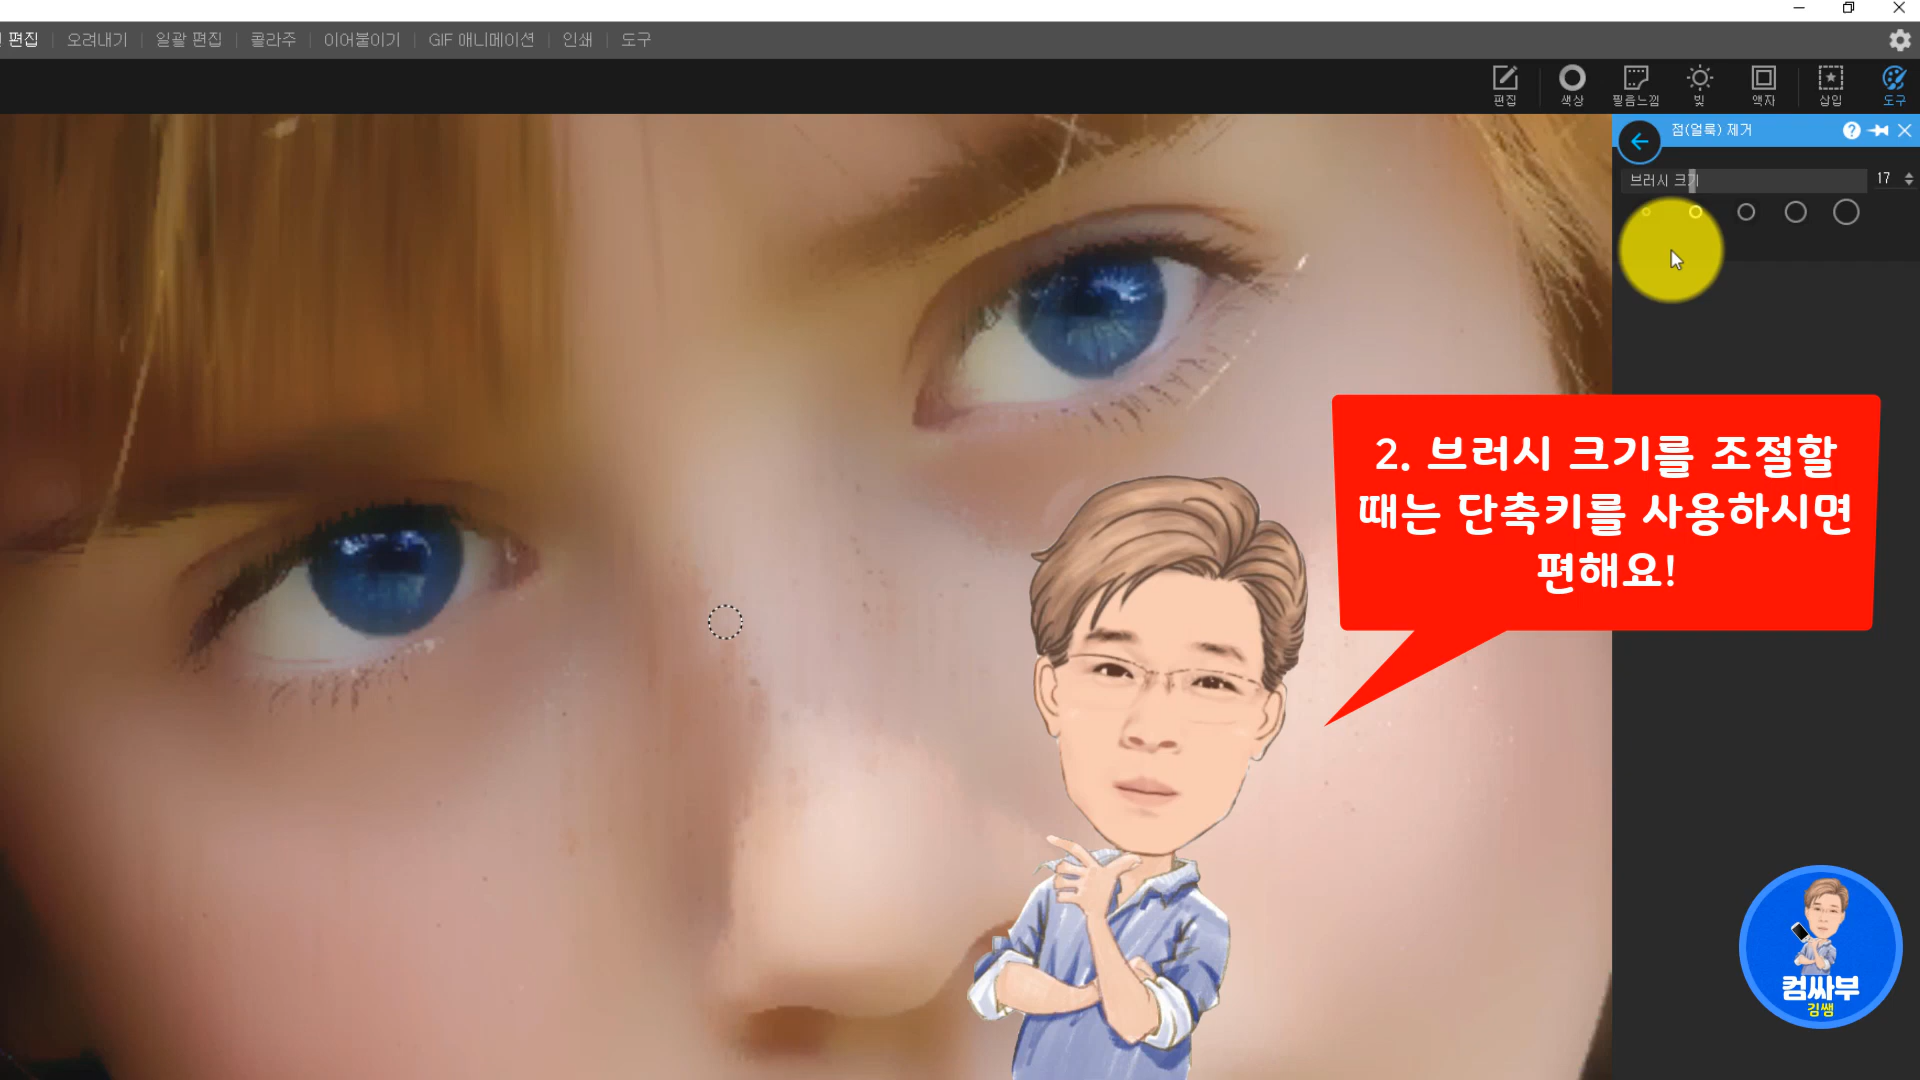 편집 오려내기 일괄 편집 콜라주 이어붙이기 GIF 애니메이션 인쇄 도구
편집 색상 필름느낌 빛 액자 삽입 도구
점(얼룩) 제거
브러시 크기 17
2. 브러시 크기를 조절할
때는 단축키를 사용하시면
편해요!
컴싸부
김쌤